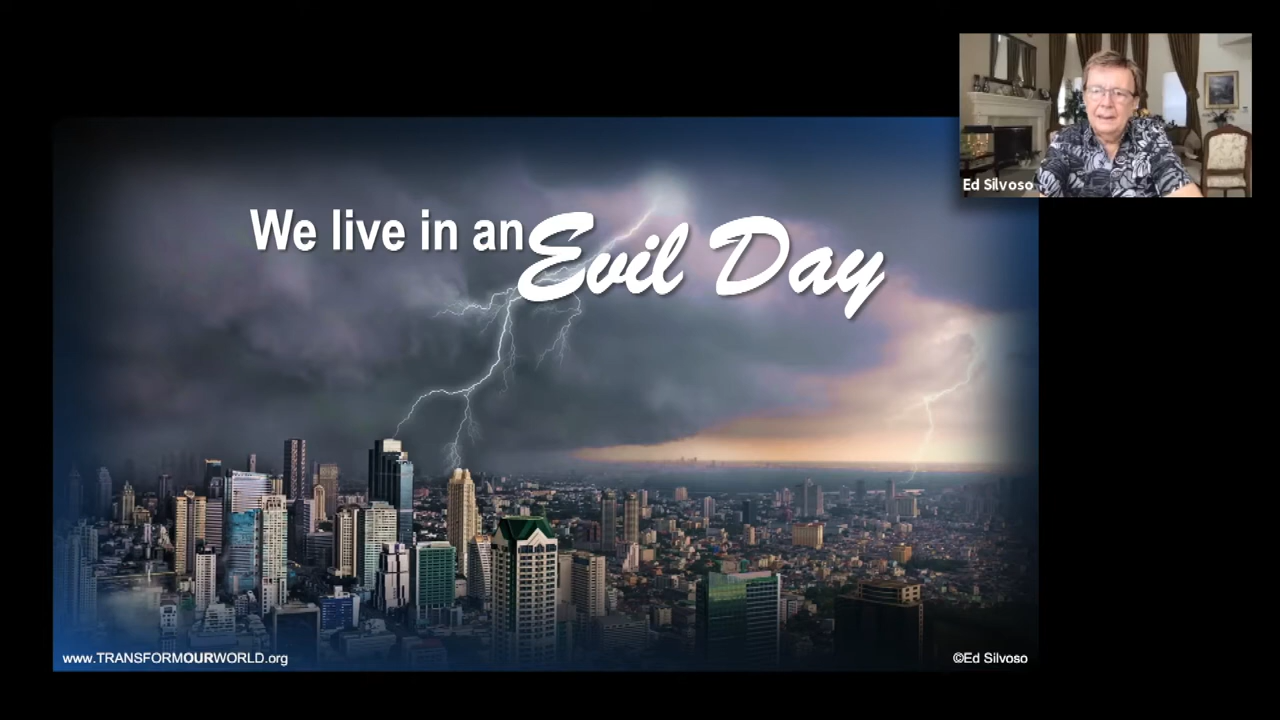 We live in an Evil Day
Ed Silvoso
www.TRANSFORMOURWORLD.org
©Ed Silvoso